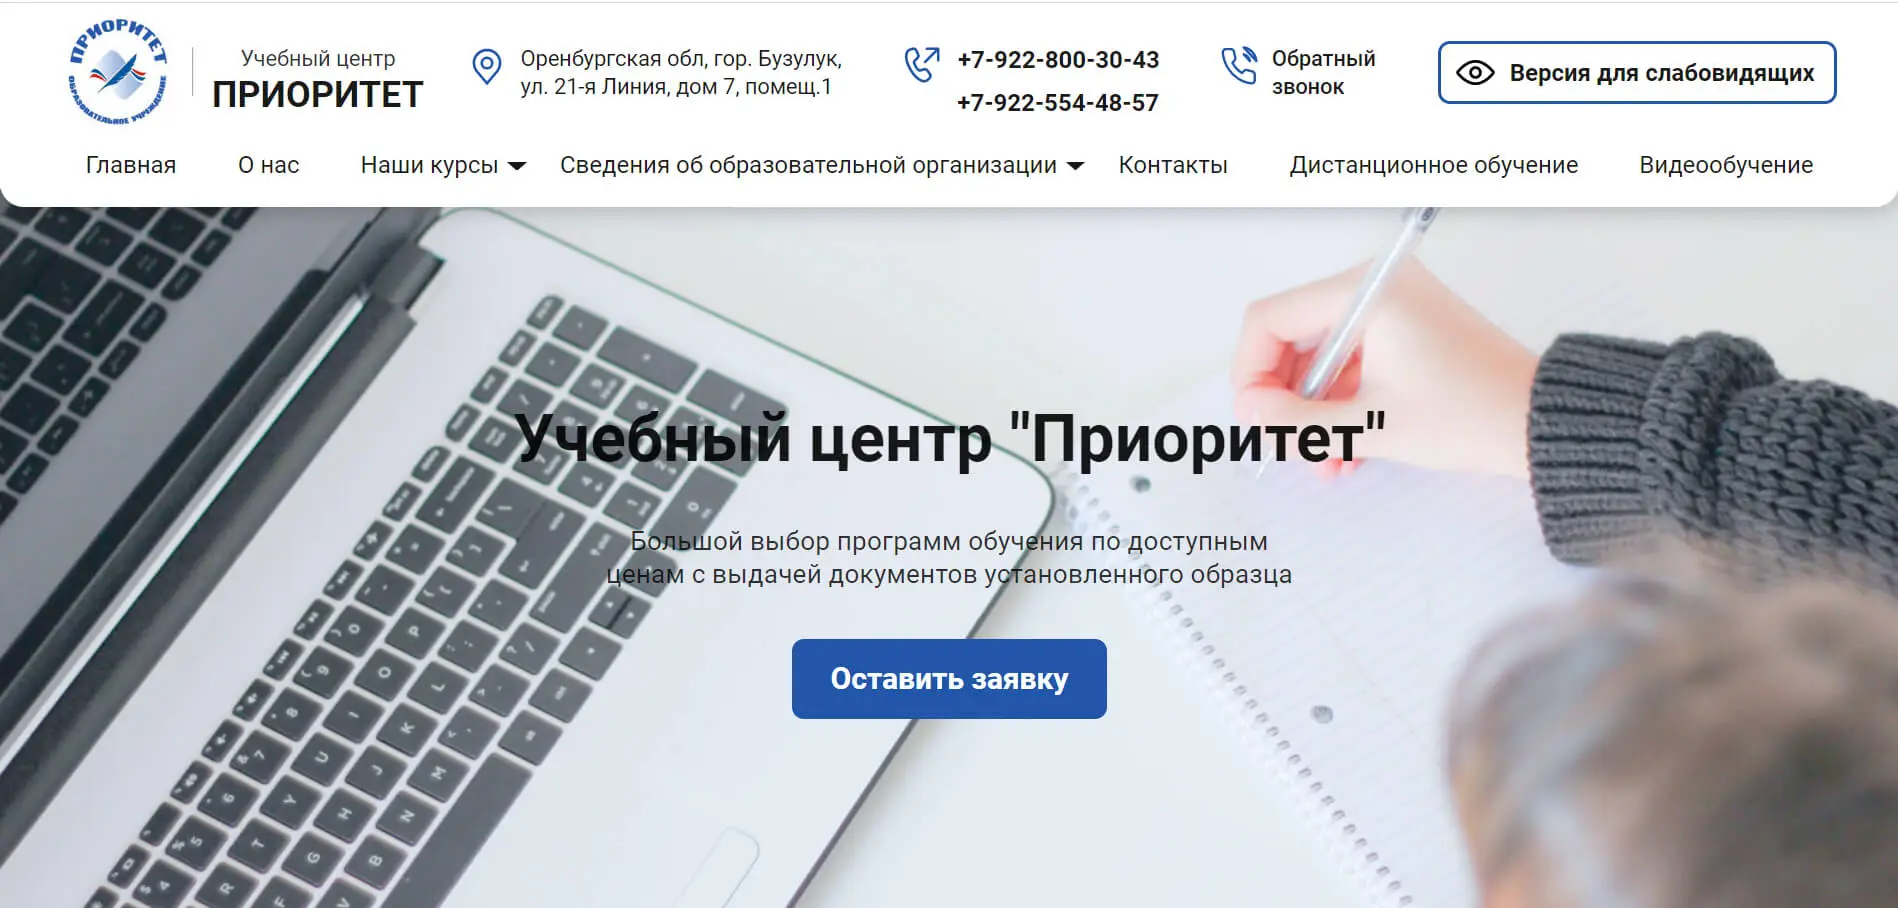 ПРИОРИТЕТ
ОБРАЗОВАТЕЛЬНОЕ УЧРЕЖДЕНИЕ
Учебный центр
ПРИОРИТЕТ
Оренбургская обл, гор. Бузулук,
ул. 21-я Линия, дом 7, помещ.1
+7-922-800-30-43
+7-922-554-48-57
Обратный
звонок
Версия для слабовидящих
Главная
О нас
Наши курсы
Сведения об образовательной организации
Контакты
Дистанционное обучение
Видеообучение
Учебный центр "Приоритет"
Большой выбор программ обучения по доступным
ценам с выдачей документов установленного образца
Оставить заявку